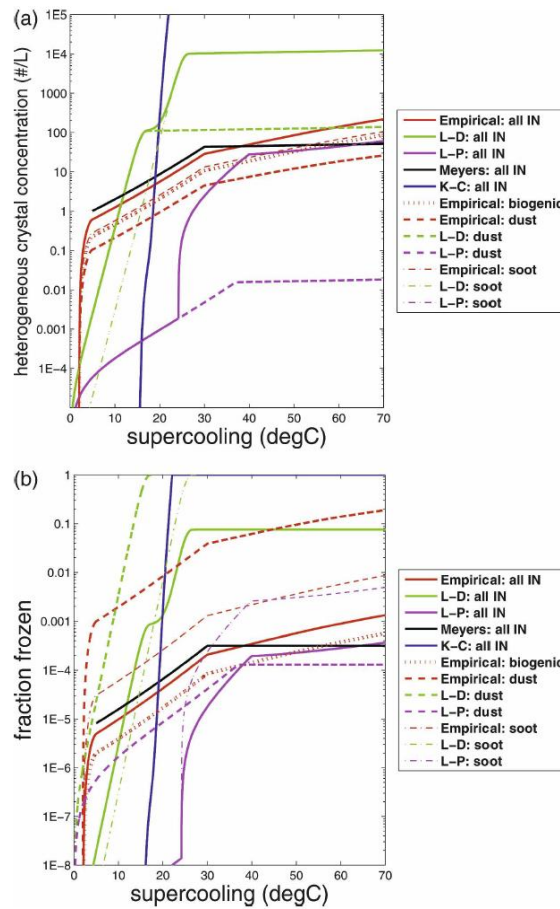 (a)
heterogeneous crystal concentration (#/L)
1E5
1E4
1000
100
10
1
0.1
0.01
0.001
1E-4
0 10 20 30 40 50 60 70
supercooling (degC)
Empirical: all IN
L-D: all IN
L-P: all IN
Meyers: all IN
K-C: all IN
Empirical: biogenic
Empirical: dust
L-D: dust
L-P: dust
Empirical: soot
L-D: soot
L-P: soot
(b)
fraction frozen
1
0.1
0.01
0.001
1E-4
1E-5
1E-6
1E-7
1E-8
0 10 20 30 40 50 60 70
supercooling (degC)
Empirical: all IN
L-D: all IN
L-P: all IN
Meyers: all IN
K-C: all IN
Empirical: biogenic
Empirical: dust
L-D: dust
L-P: dust
Empirical: soot
L-D: soot
L-P: soot